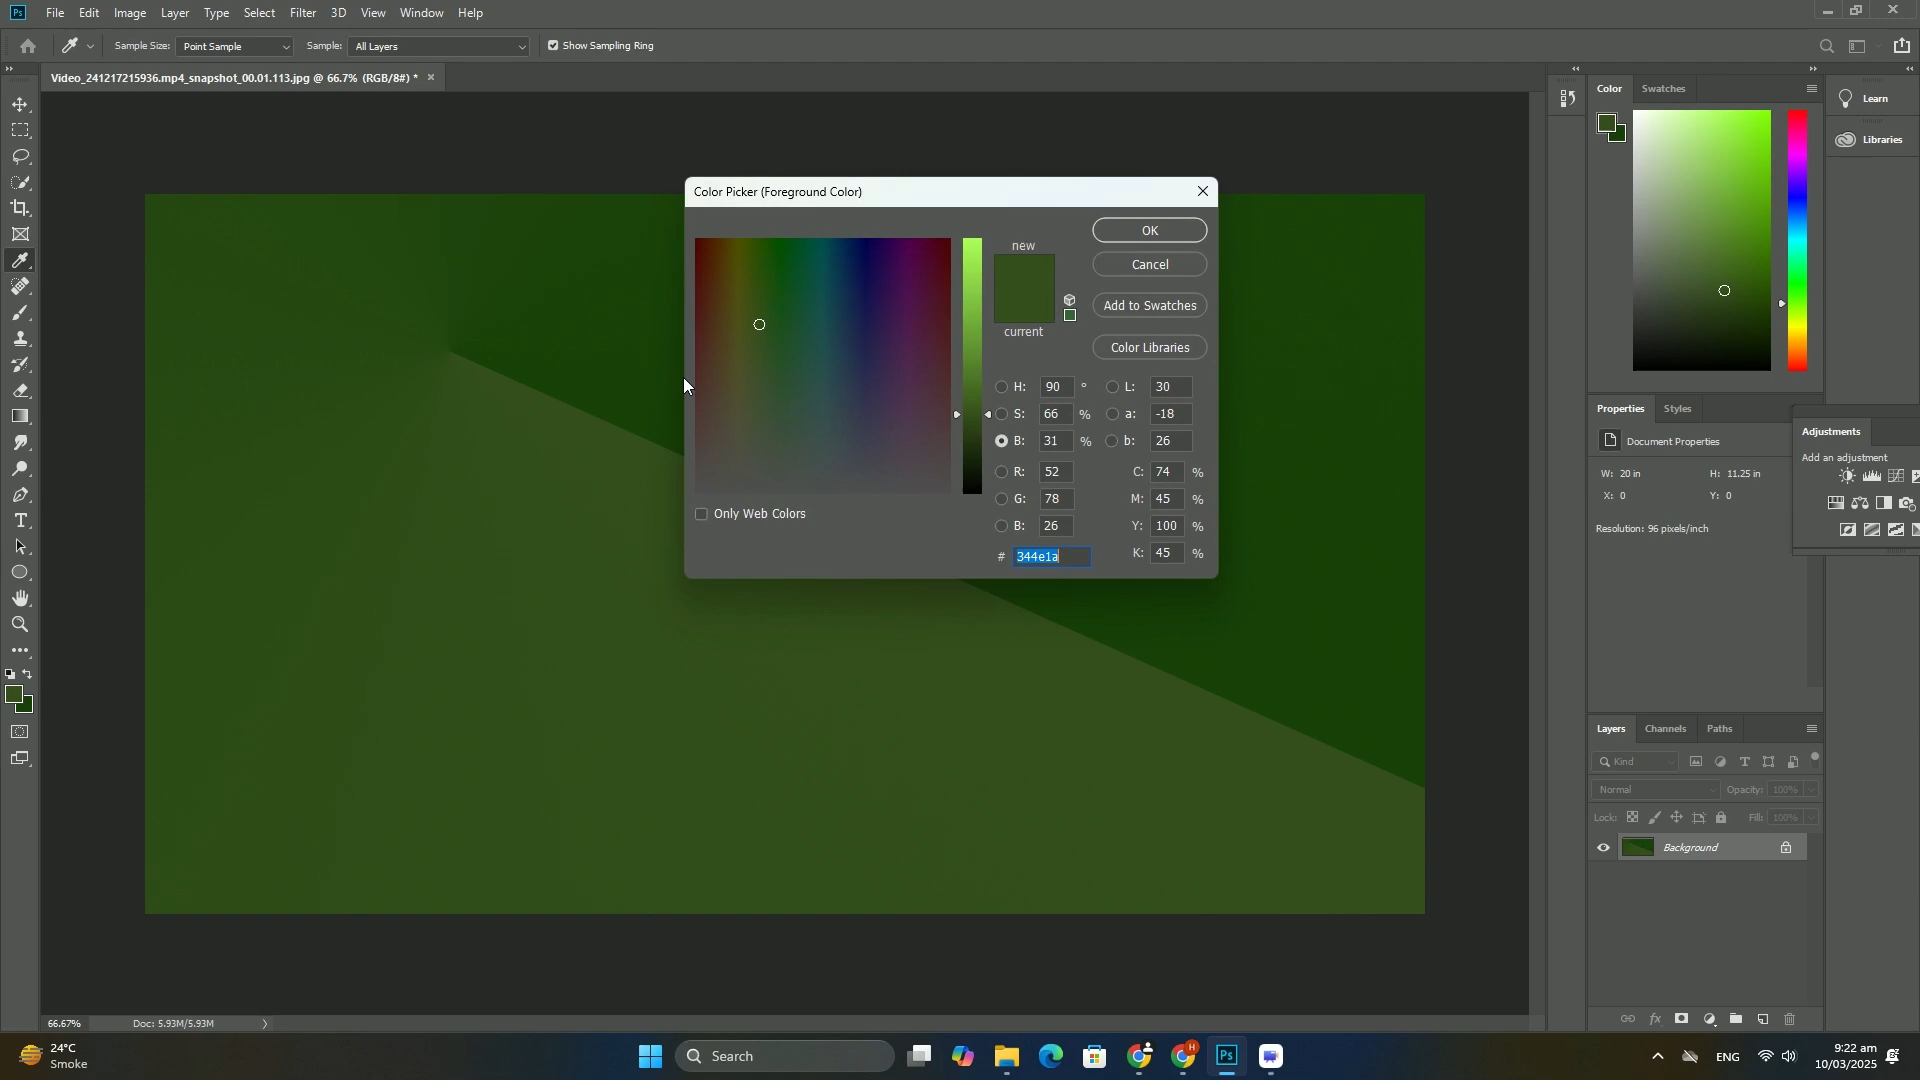 Ps File Edit Image Layer Type Select Filter 3D View Window Help
Sample Size: Point Sample Sample: All Layers Show Sampling Ring
Video_241217215936.mp4_snapshot_00.01.113.jpg @ 66.7% (RGB/8#) *
Color Swatches
Learn
Libraries
Color Picker (Foreground Color)
new
current
OK
Cancel
Add to Swatches
Color Libraries
H: 90 ° L: 30
S: 66 % a: -18
B: 31 % b: 26
R: 52 C: 74 %
G: 78 M: 45 %
B: 26 Y: 100 %
# 344e1a K: 45 %
Only Web Colors
Properties Styles
Document Properties
W: 20 in H: 11.25 in
X: 0 Y: 0
Resolution: 96 pixels/inch
Adjustments
Add an adjustment
Layers Channels Paths
Kind
Normal Opacity: 100%
Lock: Fill: 100%
Background
fx
66.67% Doc: 5.93M/5.93M
24°C
Smoke
Search
H
Ps
ENG
9:22 am
10/03/2025